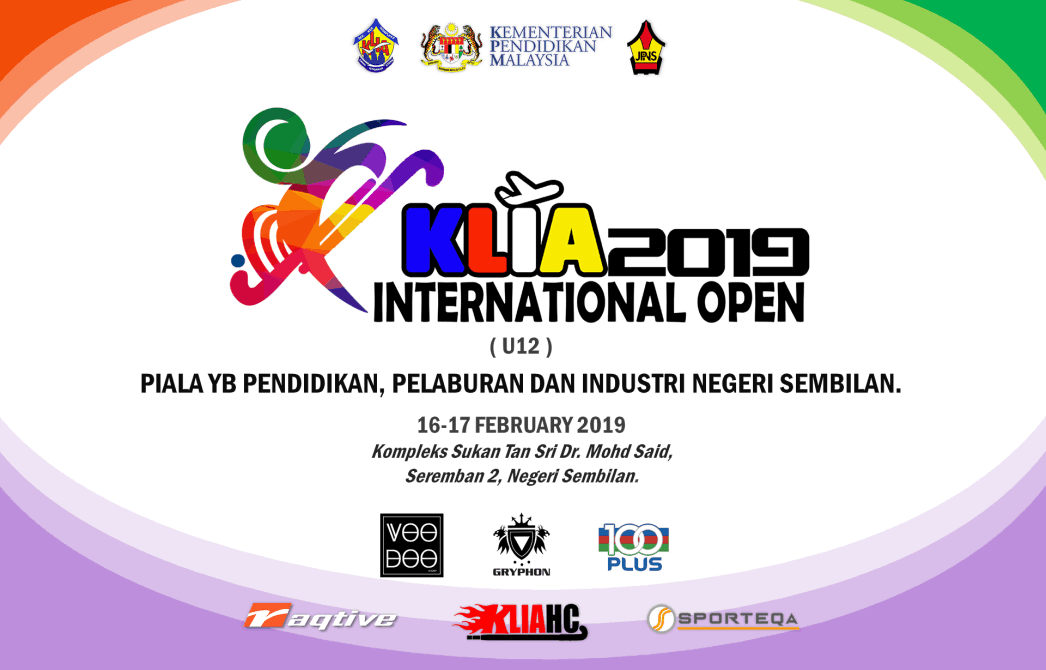 KEMENTERIAN
PENDIDIKAN
MALAYSIA
JPNS
KLIA 2019
INTERNATIONAL OPEN
( U12 )
PIALA YB PENDIDIKAN, PELABURAN DAN INDUSTRI NEGERI SEMBILAN.
16-17 FEBRUARY 2019
Kompleks Sukan Tan Sri Dr. Mohd Said,
Seremban 2, Negeri Sembilan.
VOO
DOO
GRYPHON
100
PLUS
raqtive
KLIAHC
SPORTEQA